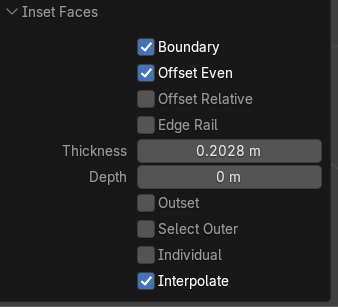 Inset Faces
Boundary
Offset Even
Offset Relative
Edge Rail
Thickness 0.2028 m
Depth 0 m
Outset
Select Outer
Individual
Interpolate